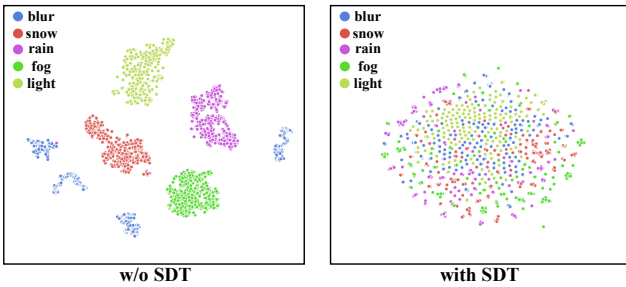 blur
snow
rain
fog
light
w/o SDT
blur
snow
rain
fog
light
with SDT